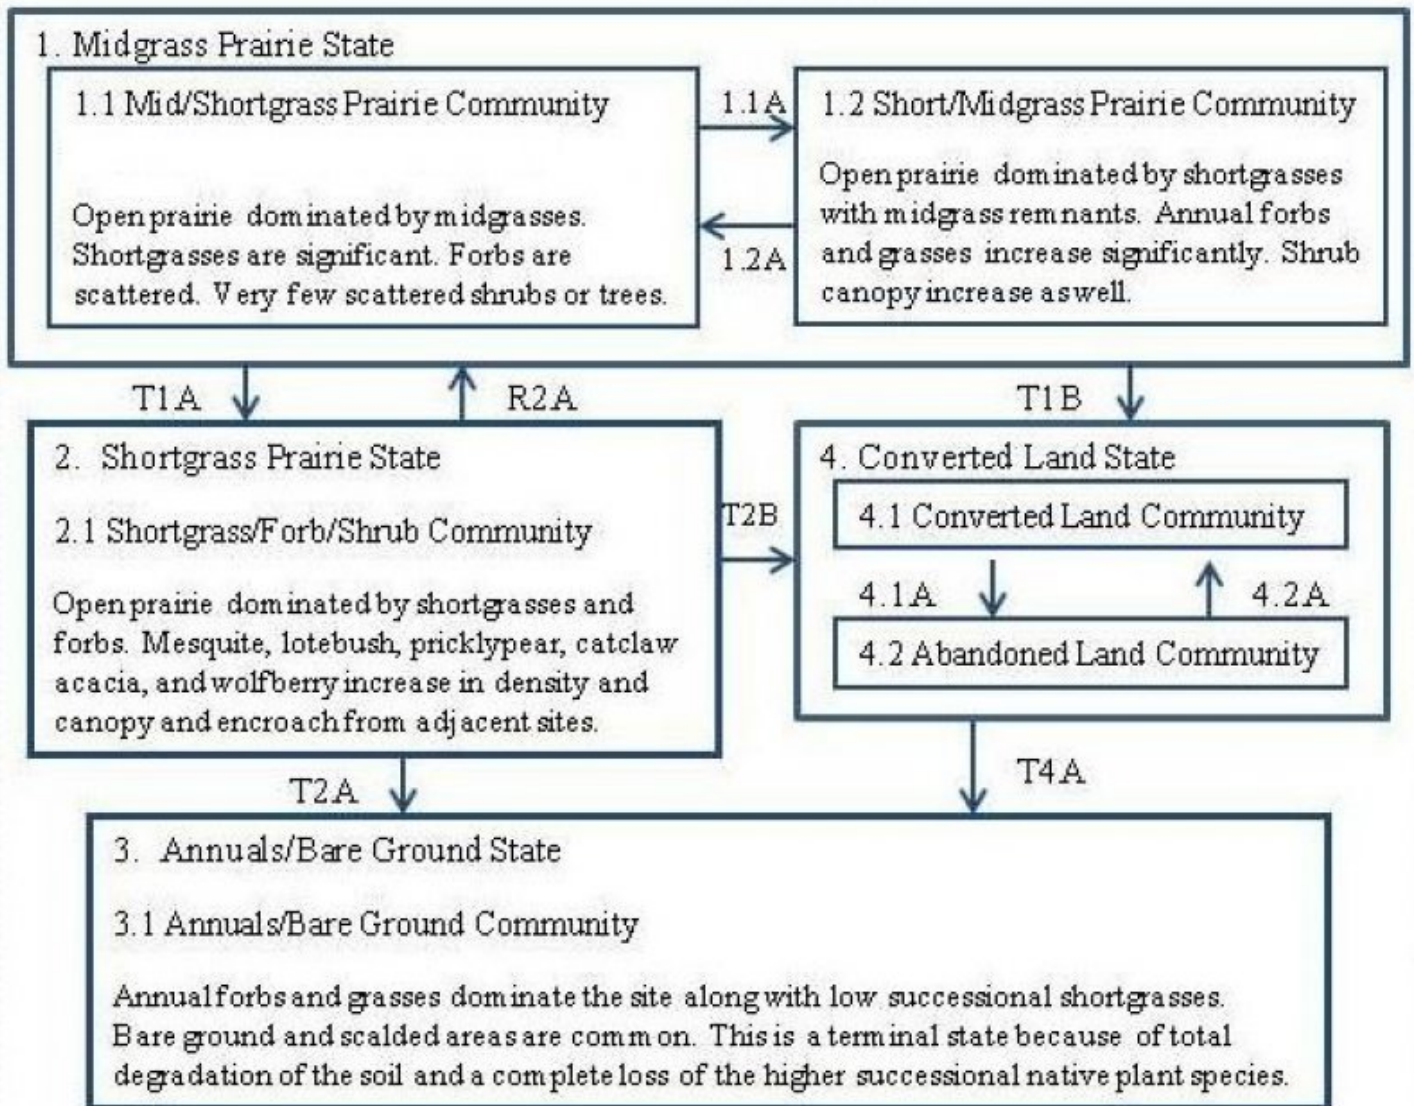 1. Midgrass Prairie State
1.1 Mid/Shortgrass Prairie Community
Open prairie dominated by midgrasses.
Shortgrasses are significant. Forbs are
scattered. Very few scattered shrubs or trees.
1.1A
1.2A
1.2 Short/Midgrass Prairie Community
Open prairie dominated by shortgrasses
with midgrass remnants. Annual forbs
and grasses increase significantly. Shrub
canopy increase as well.
T1A
R2A
T1B
2. Shortgrass Prairie State
2.1 Shortgrass/Forb/Shrub Community
Open prairie dominated by shortgrasses and
forbs. Mesquite, lotebush, pricklypear, catclaw
acacia, and wolfberry increase in density and
canopy and encroach from adjacent sites.
T2B
4. Converted Land State
4.1 Converted Land Community
4.1A
4.2A
4.2 Abandoned Land Community
T2A
T4A
3. Annuals/Bare Ground State
3.1 Annuals/Bare Ground Community
Annual forbs and grasses dominate the site along with low successional shortgrasses.
Bare ground and scalded areas are common. This is a terminal state because of total
degradation of the soil and a complete loss of the higher successional native plant species.